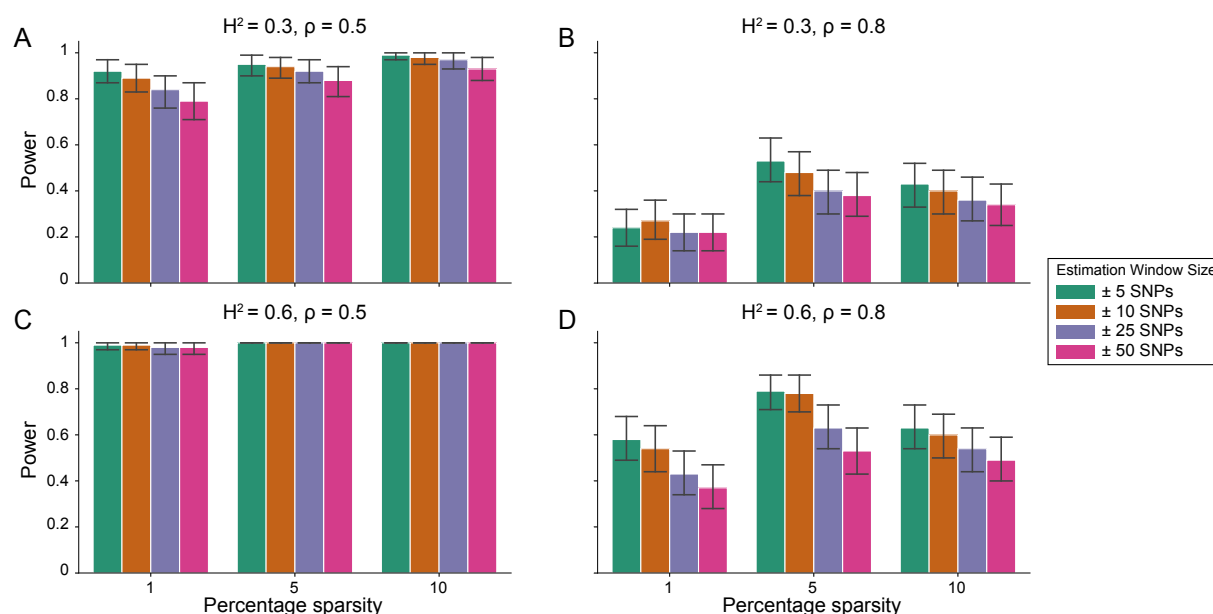 A
H² = 0.3, ρ = 0.5
1
0.8
0.6
0.4
0.2
0
Power
B
H² = 0.3, ρ = 0.8
C
H² = 0.6, ρ = 0.5
1
0.8
0.6
0.4
0.2
0
Power
1
5
10
Percentage sparsity
D
H² = 0.6, ρ = 0.8
1
5
10
Percentage sparsity
Estimation Window Size
± 5 SNPs
± 10 SNPs
± 25 SNPs
± 50 SNPs